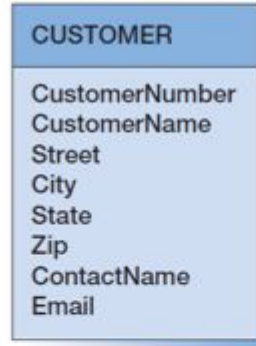 CUSTOMER
CustomerNumber
CustomerName
Street
City
State
Zip
ContactName
Email